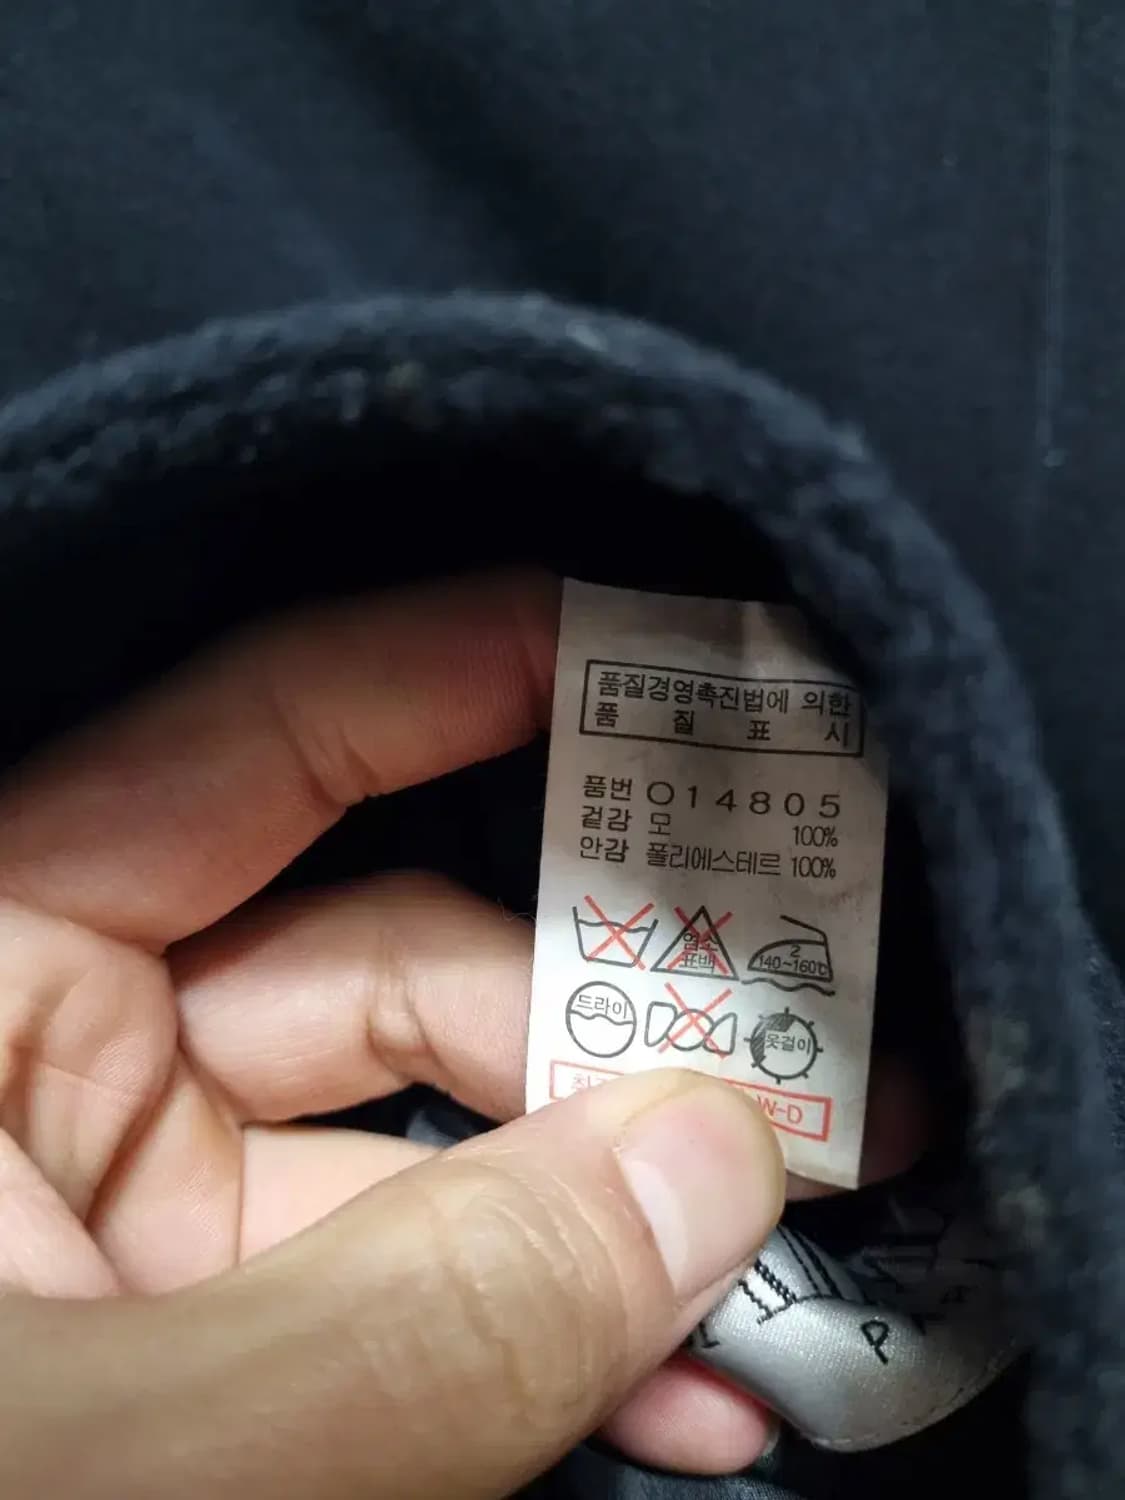 품질경영촉진법에 의한
품 질 표 시
품번 O14805
겉감 모 100%
안감 폴리에스테르 100%
염소
표백
2
140~160℃
드라이
옷걸이
W-D
P